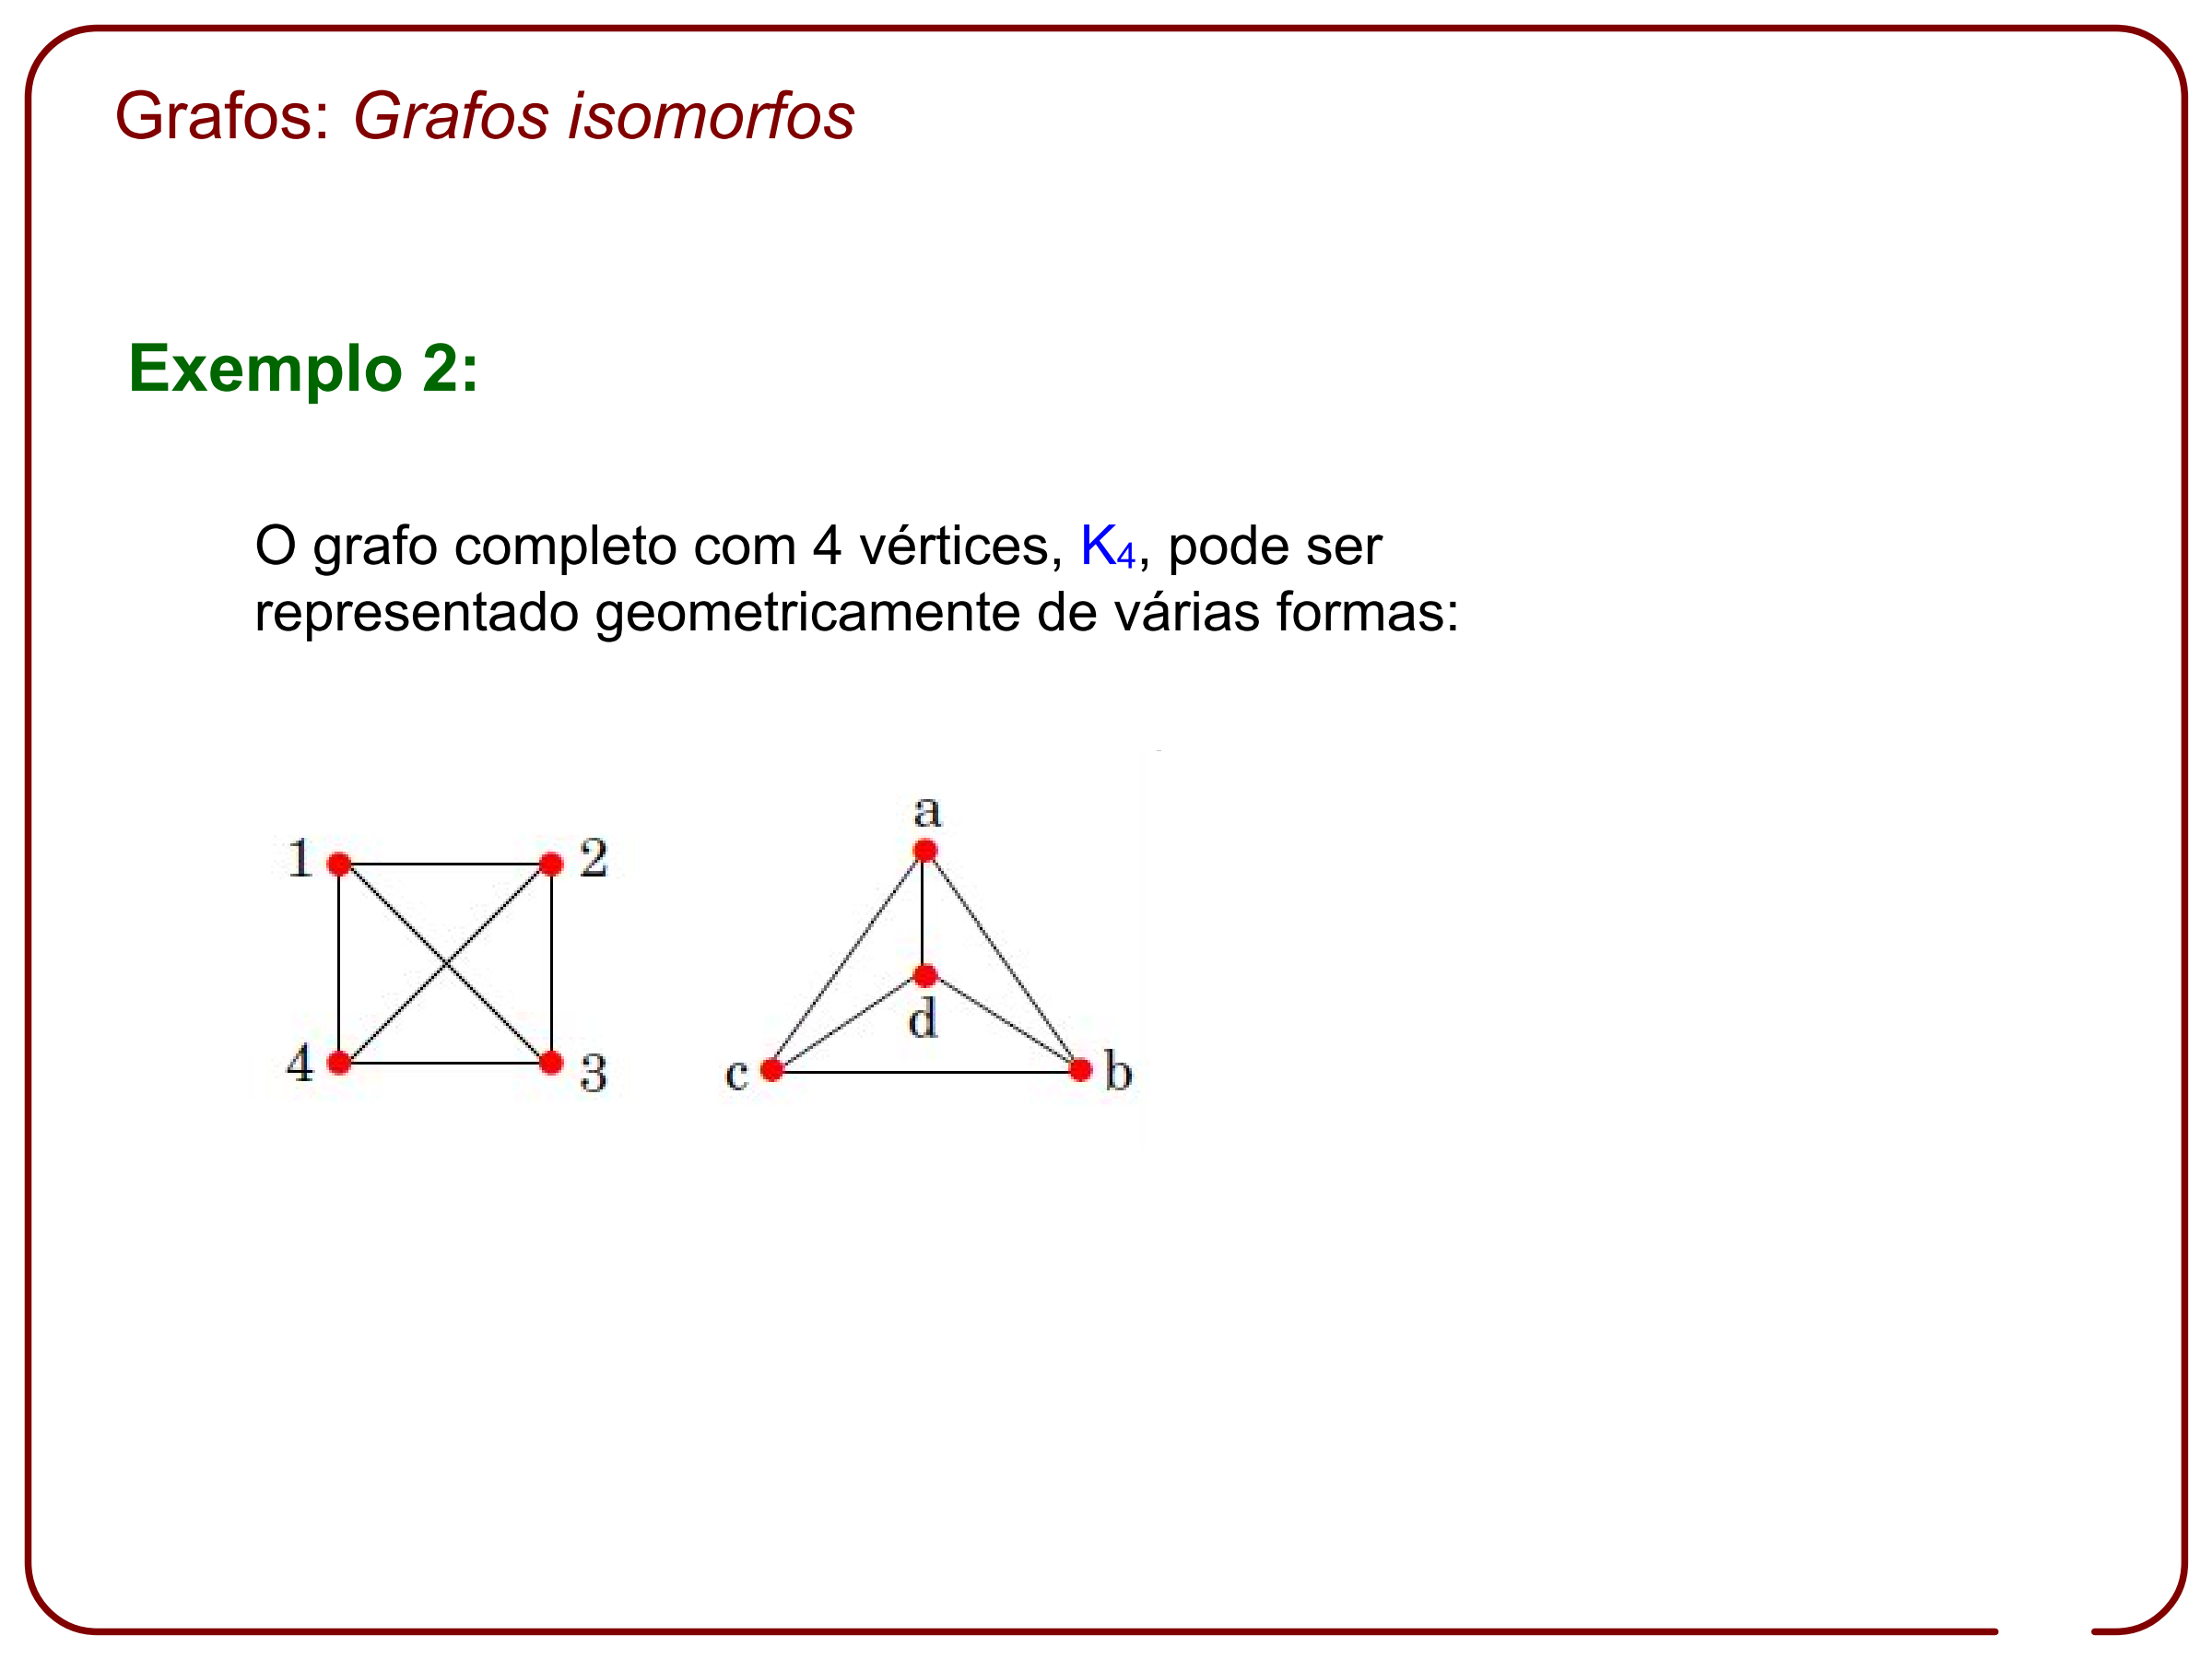 Grafos: Grafos isomorfos
Exemplo 2:
O grafo completo com 4 vértices, K₄, pode ser
representado geometricamente de várias formas:
a
1 2
d
4 3 c b